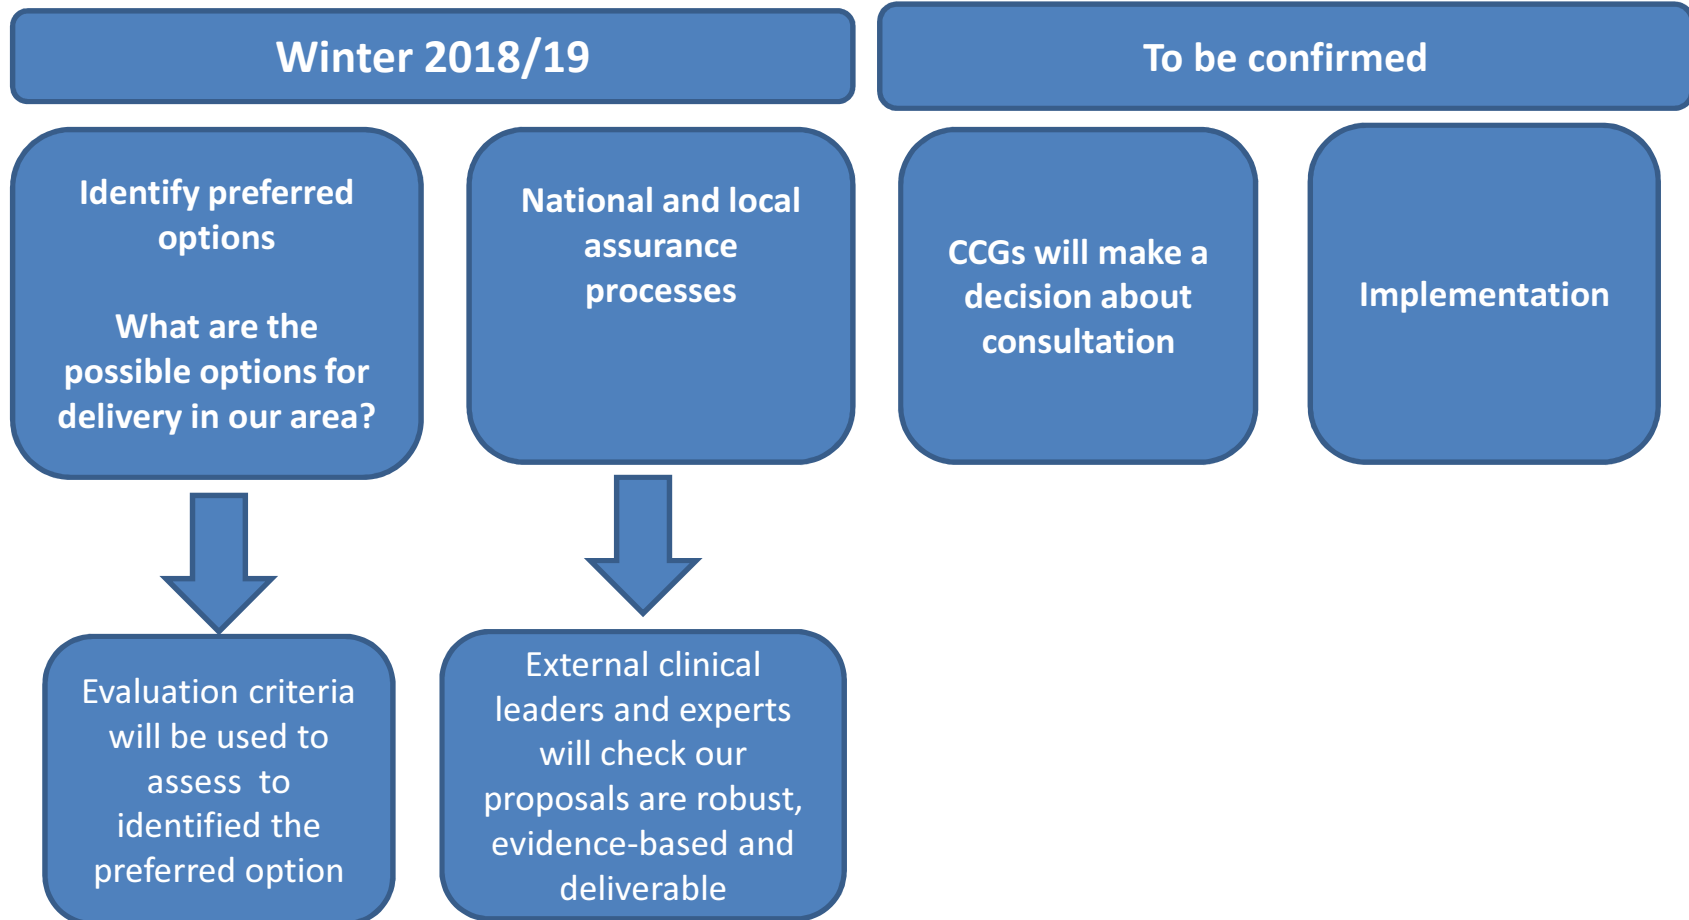 Winter 2018/19
To be confirmed
Identify preferred
options
What are the
possible options for
delivery in our area?
National and local
assurance
processes
CCGs will make a
decision about
consultation
Implementation
Evaluation criteria
will be used to
assess  to
identified the
preferred option
External clinical
leaders and experts
will check our
proposals are robust,
evidence-based and
deliverable